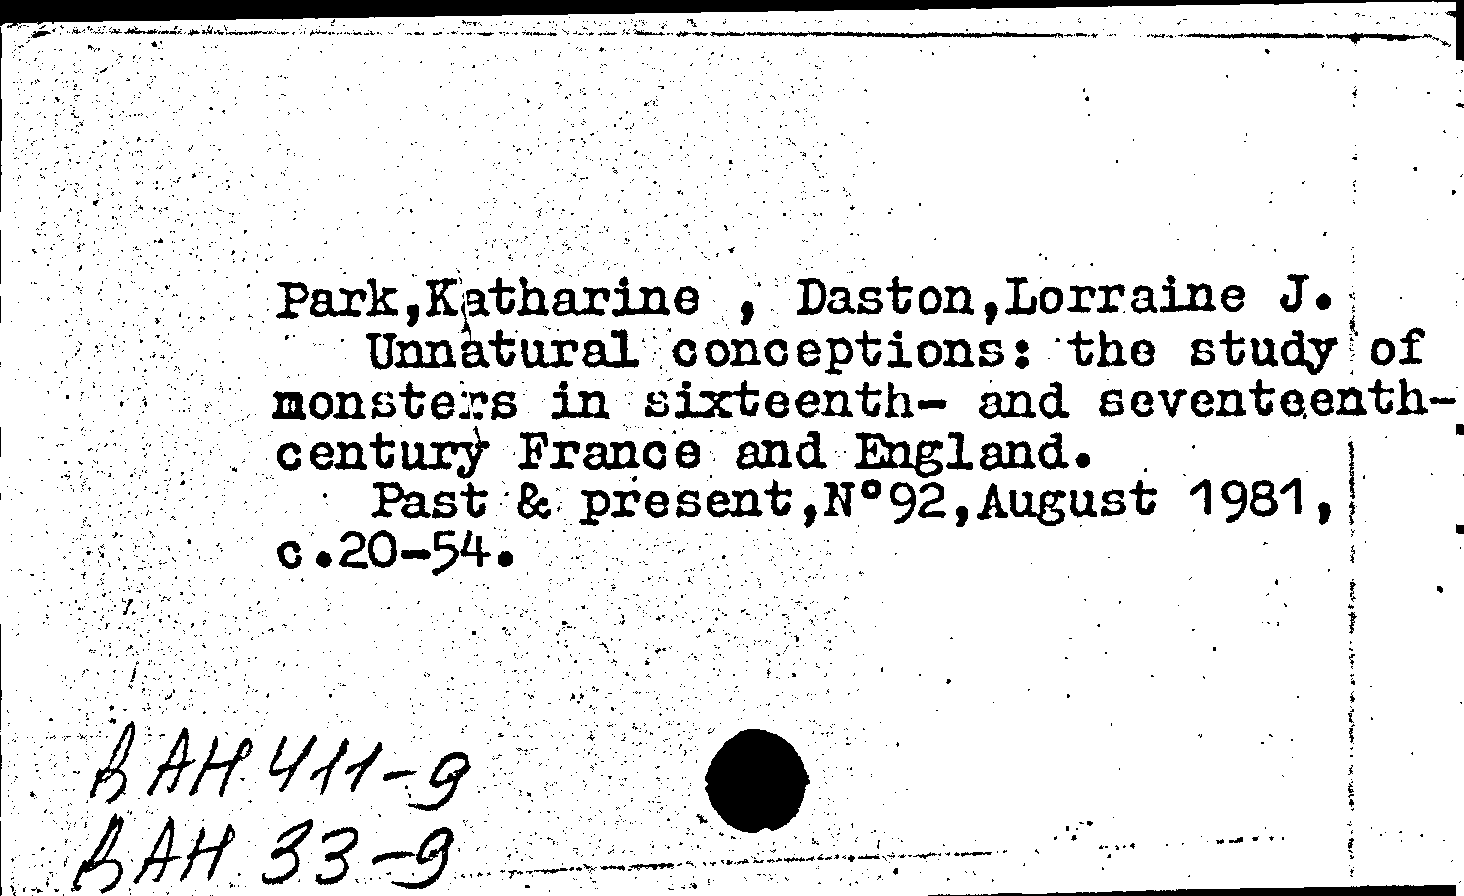 Park,Katharine , Daston,Lorraine J.
Unnatural conceptions: the study of
monsters in sixteenth- and seventeenth-
century France and England.
Past & present,N°92,August 1981,
c.20-54.
ВАН 411-9
ВАН 33-9